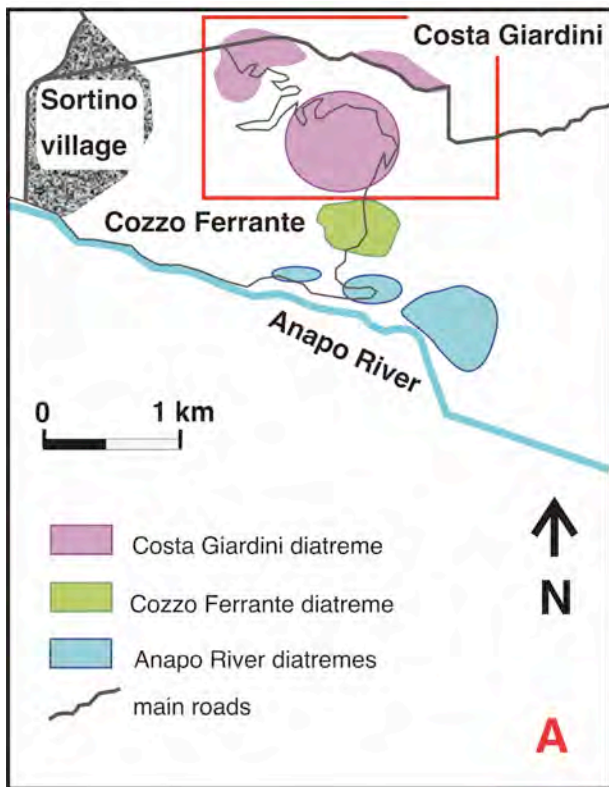 Costa Giardini
Sortino
village
Cozzo Ferrante
Anapo River
0 1 km
Costa Giardini diatreme
Cozzo Ferrante diatreme
Anapo River diatremes
main roads
N
A